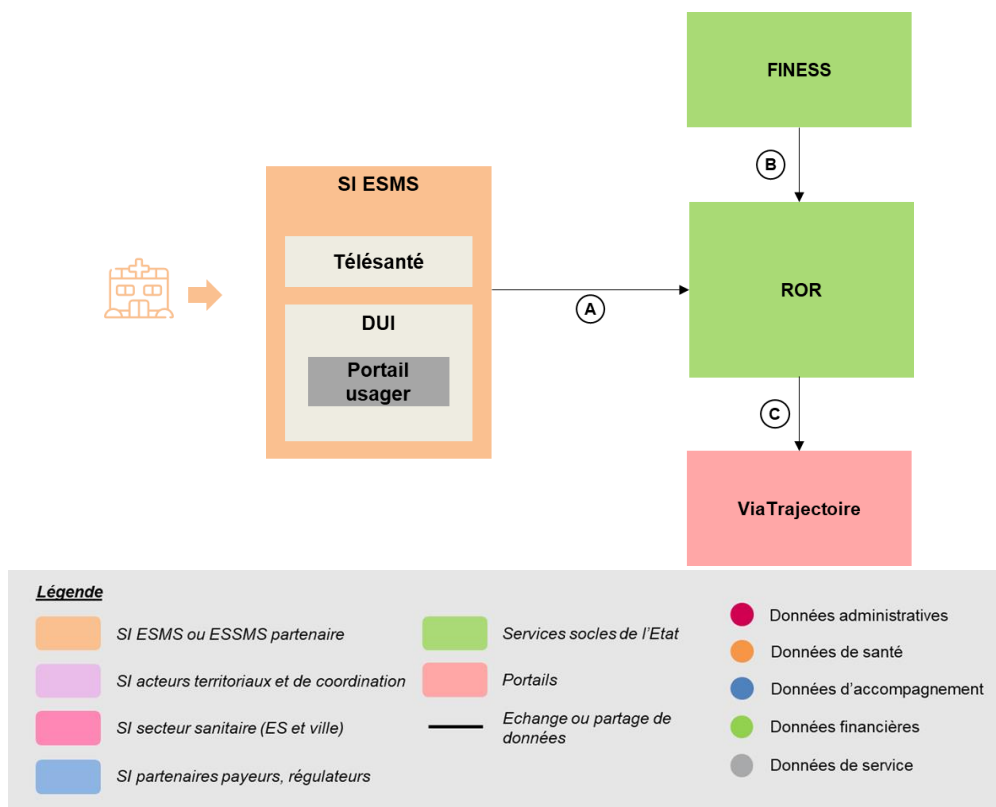 FINESS
B
SI ESMS
Télésanté
DUI
Portail
usager
A
ROR
C
ViaTrajectoire
Légende
SI ESMS ou ESSMS partenaire
SI acteurs territoriaux et de coordination
SI secteur sanitaire (ES et ville)
SI partenaires payeurs, régulateurs
Services socles de l'Etat
Portails
Echange ou partage de
données
Données administratives
Données de santé
Données d'accompagnement
Données financières
Données de service